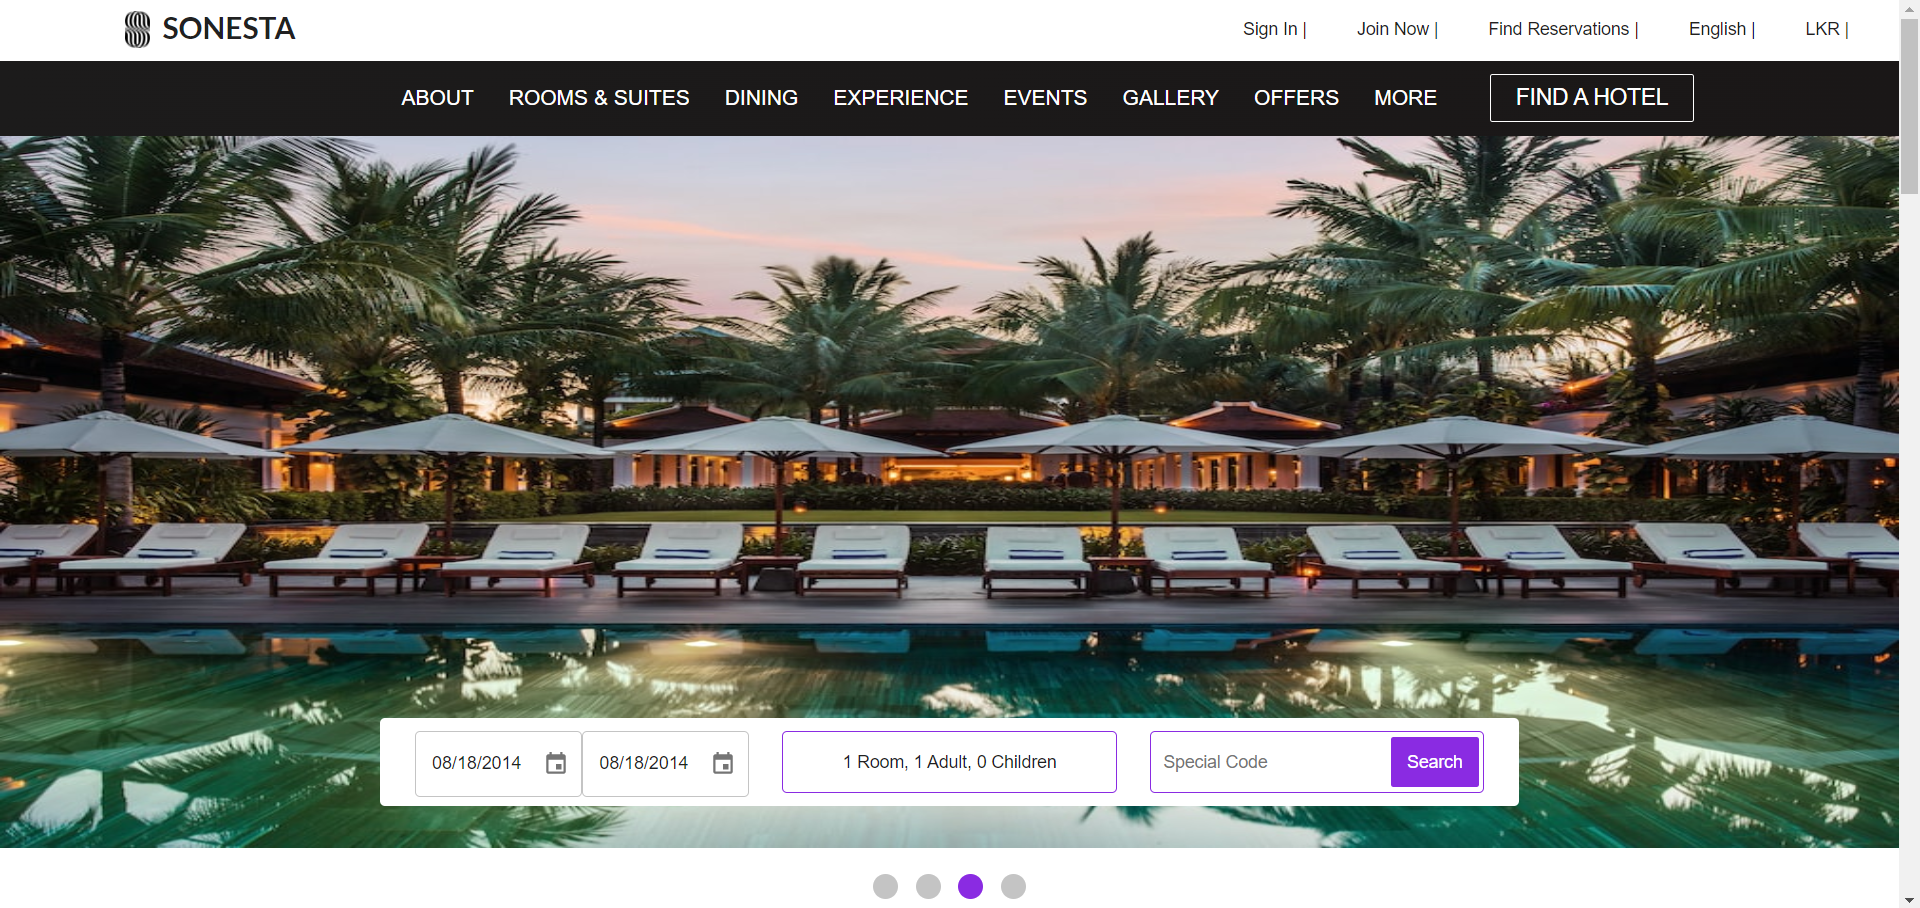 SONESTA
Sign In | Join Now | Find Reservations | English | LKR |
ABOUT ROOMS & SUITES DINING EXPERIENCE EVENTS GALLERY OFFERS MORE FIND A HOTEL
08/18/2014 08/18/2014 1 Room, 1 Adult, 0 Children Special Code Search